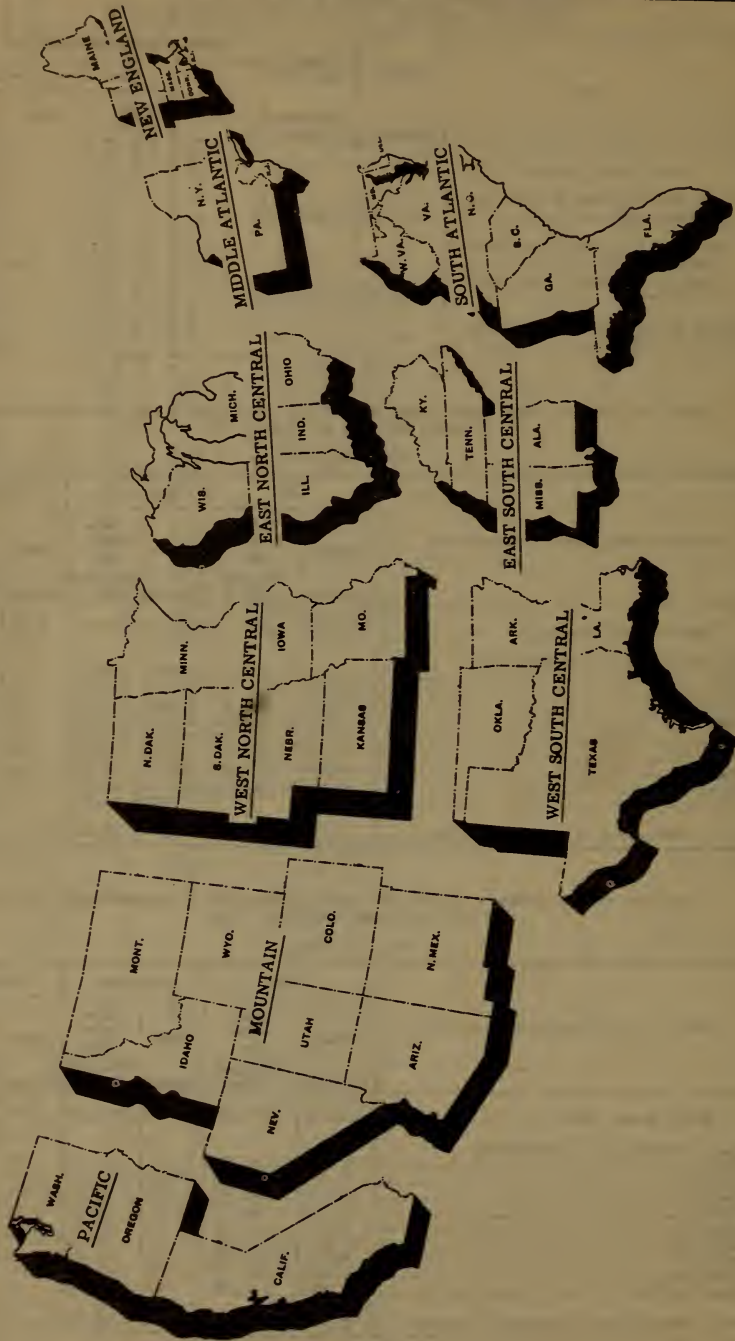 PACIFIC
WASH.
OREGON
CALIF.
MOUNTAIN
MONT.
IDAHO
WYO.
NEV.
UTAH
COLO.
ARIZ.
N. MEX.
WEST NORTH CENTRAL
N. DAK.
MINN.
S. DAK.
NEBR.
IOWA
KANSAS
MO.
WEST SOUTH CENTRAL
OKLA.
ARK.
TEXAS
LA.
EAST NORTH CENTRAL
WIS.
MICH.
ILL.
IND.
OHIO
EAST SOUTH CENTRAL
KY.
TENN.
MISS.
ALA.
MIDDLE ATLANTIC
N.Y.
PA.
SOUTH ATLANTIC
W. VA.
VA.
N.C.
S.C.
GA.
FLA.
NEW ENGLAND
MAINE
MASS.
CONN.